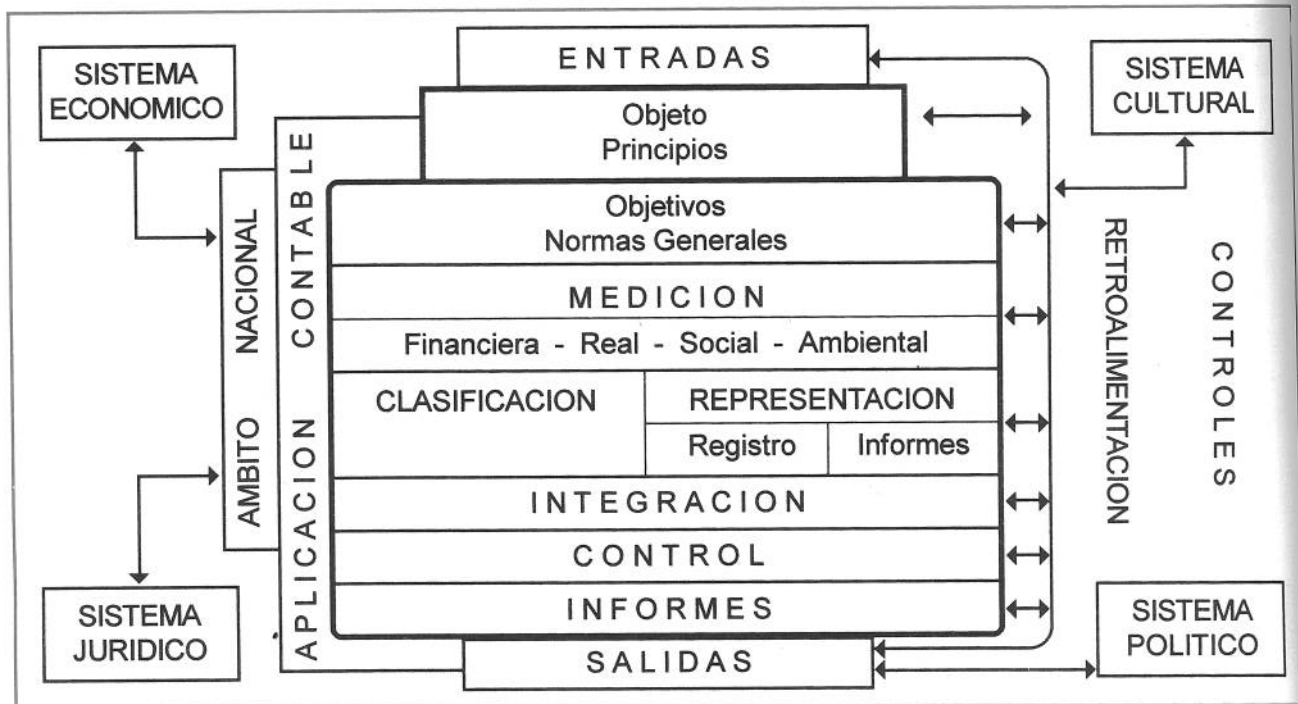 ENTRADAS
SISTEMA
ECONOMICO
SISTEMA
CULTURAL
Objeto
Principios
Objetivos
Normas Generales
MEDICION
Financiera - Real - Social - Ambiental
CLASIFICACION
REPRESENTACION
Registro
Informes
INTEGRACION
CONTROL
INFORMES
SALIDAS
AMBITO NACIONAL
APLICACION CONTABLE
RETROALIMENTACION
CONTROLES
SISTEMA
JURIDICO
SISTEMA
POLITICO